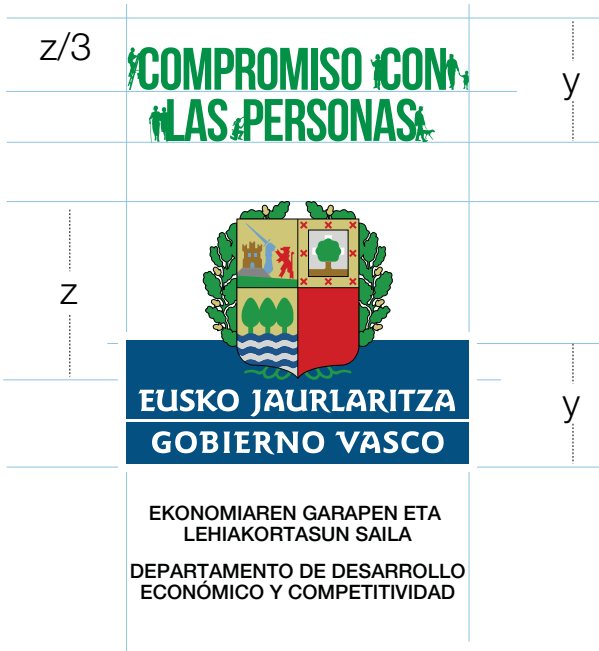 z/3
COMPROMISO CON
LAS PERSONAS
y
z
EUSKO JAURLARITZA
GOBIERNO VASCO
y
EKONOMIAREN GARAPEN ETA
LEHIAKORTASUN SAILA
DEPARTAMENTO DE DESARROLLO
ECONÓMICO Y COMPETITIVIDAD